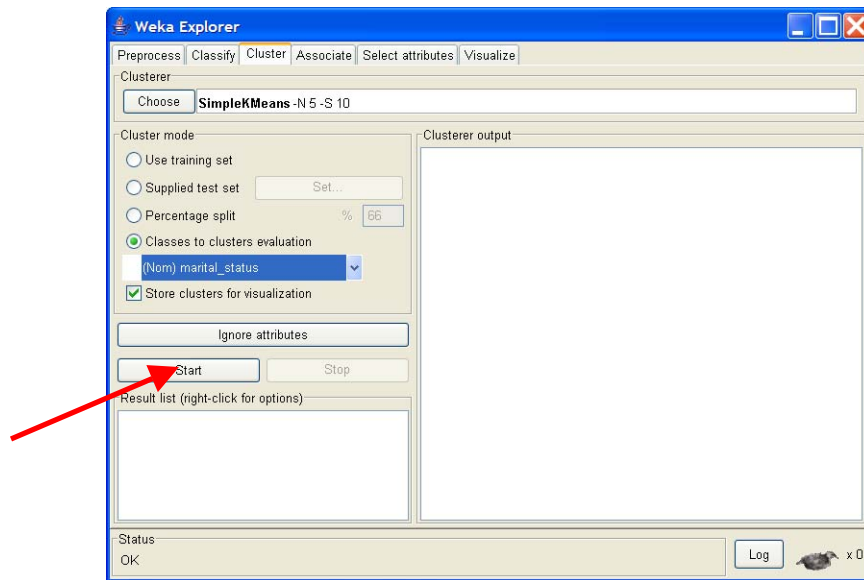 Weka Explorer
Preprocess Classify Cluster Associate Select attributes Visualize
Clusterer
Choose SimpleKMeans -N 5 -S 10
Cluster mode
Use training set
Supplied test set Set...
Percentage split % 66
Classes to clusters evaluation
(Nom) marital_status
Store clusters for visualization
Ignore attributes
Start Stop
Result list (right-click for options)
Clusterer output
Status
OK
Log x 0